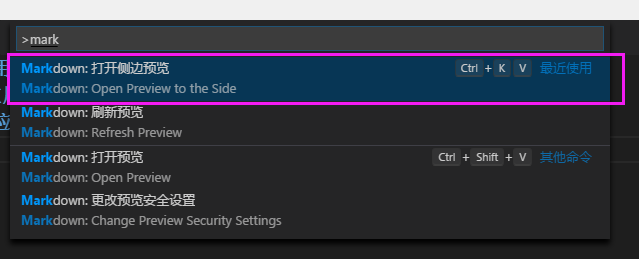 >mark
Markdown: 打开侧边预览 Ctrl + K V 最近使用
Markdown: Open Preview to the Side
Markdown: 刷新预览
Markdown: Refresh Preview
Markdown: 打开预览 Ctrl + Shift + V 其他命令
Markdown: Open Preview
Markdown: 更改预览安全设置
Markdown: Change Preview Security Settings